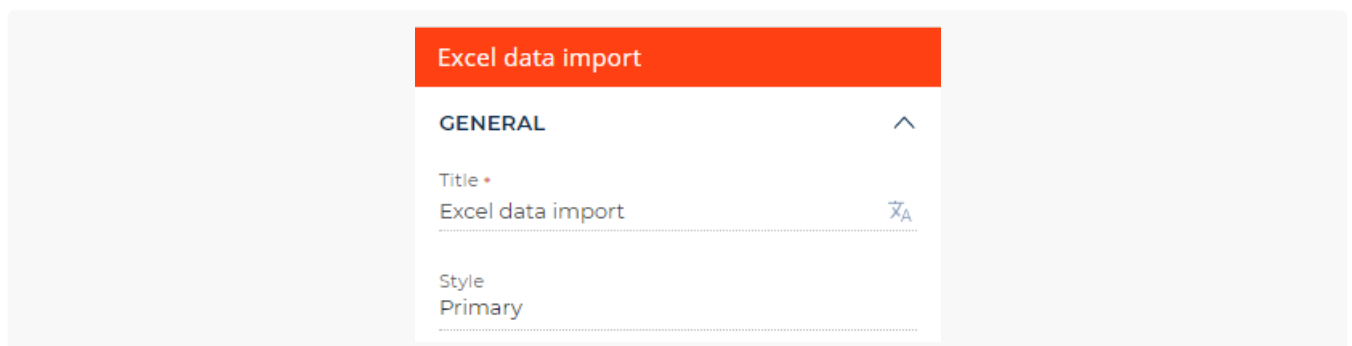 Excel data import
GENERAL
Title •
Excel data import
Style
Primary